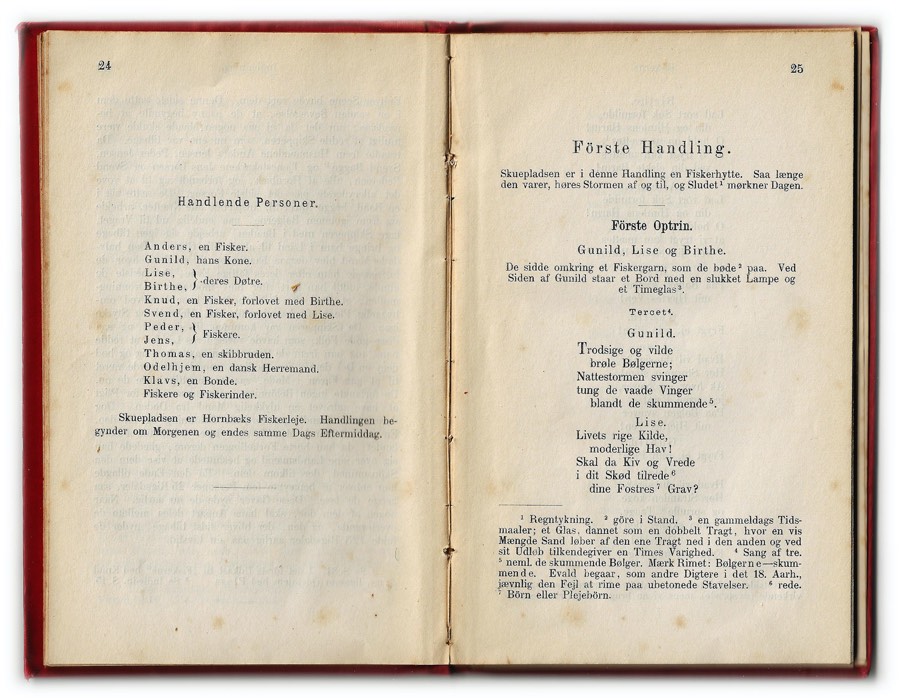 24
Handlende Personer.
Anders, en Fisker.
Gunild, hans Kone.
Lise,
Birthe,
deres Døtre.
Knud, en Fisker, forlovet med Birthe.
Svend, en Fisker, forlovet med Lise.
Peder,
Jens,
Fiskere.
Thomas, en skibbruden.
Odelhjem, en dansk Herremand.
Klavs, en Bonde.
Fiskere og Fiskerinder.
Skuepladsen er Hornbæks Fiskerleje. Handlingen be-
gynder om Morgenen og endes samme Dags Eftermiddag.
25
Förste Handling.
Skuepladsen er i denne Handling en Fiskerhytte. Saa længe
den varer, høres Stormen af og til, og Sludet¹ mørkner Dagen.
Förste Optrin.
Gunild, Lise og Birthe.
De sidde omkring et Fiskergarn, som de bøde² paa. Ved
Siden af Gunild staar et Bord med en slukket Lampe og
et Timeglas³.
Tercet⁴.
Gunild.
Trodsige og vilde
brøle Bølgerne;
Nattestormen svinger
tung de vaade Vinger
blandt de skummende⁵.
Lise.
Livets rige Kilde,
moderlige Hav!
Skal da Kiv og Vrede
i dit Skød tilrede⁶
dine Fostres⁷ Grav?
¹ Regntykning. ² göre i Stand. ³ en gammeldags Tids-
maaler; et Glas, dannet som en dobbelt Tragt, hvor en vis
Mængde Sand løber af den ene Tragt ned i den anden og ved
sit Udløb tilkendegiver en Times Varighed. ⁴ Sang af tre.
⁵ neml. de skummende Bølger. Mærk Rimet: Bølgerne—skum-
mende. Evald begaar, som andre Digtere i det 18. Aarh.,
jævnlig den Fejl at rime paa ubetonede Stavelser. ⁶ rede.
⁷ Börn eller Plejebörn.